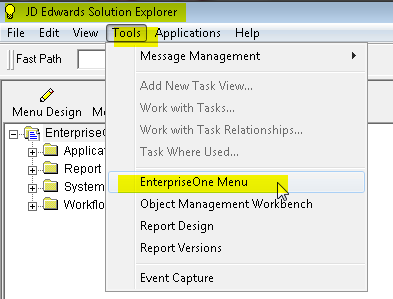 JD Edwards Solution Explorer
File Edit View Tools Applications Help
Fast Path
Message Management
Add New Task View...
Menu Design
Work with Tasks...
EnterpriseO
Work with Task Relationships...
Applicat
Task Where Used...
Report
System
EnterpriseOne Menu
Workflo
Object Management Workbench
Report Design
Report Versions
Event Capture